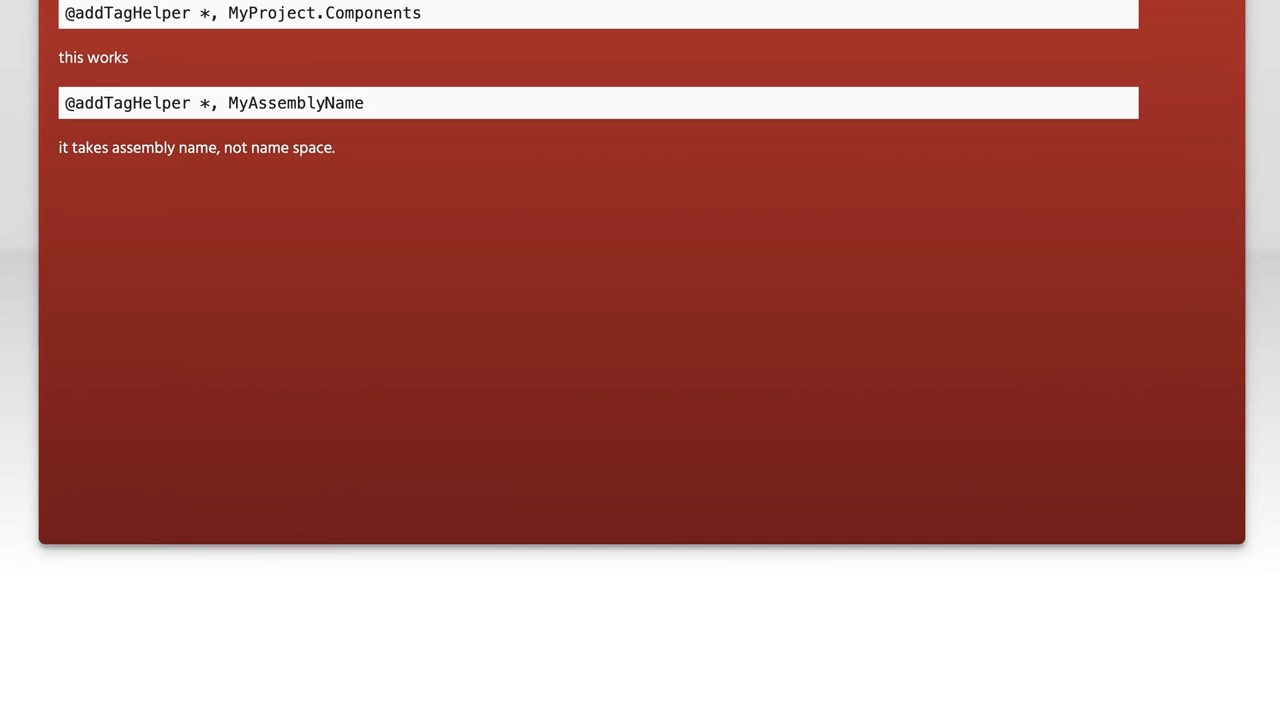 @addTagHelper *, MyProject.Components
this works
@addTagHelper *, MyAssemblyName
it takes assembly name, not name space.